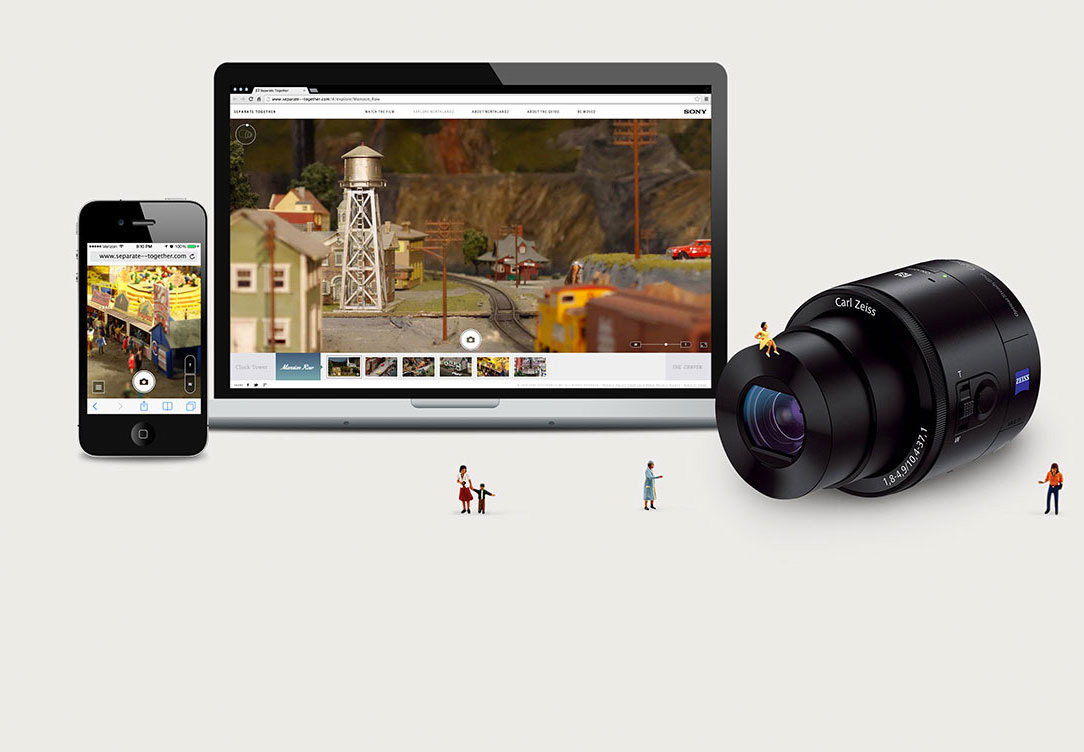 Separate Together
www.separate--together.com/#/explore/Mansion_Row
SEPARATE TOGETHER
WATCH THE FILM
EXPLORE NORTHLANDZ
ABOUT NORTHLANDZ
ABOUT THE QX100
BE MOVED
SONY
Verizon 9:10 PM 100%
www.separate--together.com
Carl Zeiss
T
W
ZEISS
1,8-4,9/10,4-37,1
Clock Tower
Mansion Row
THE CANYON